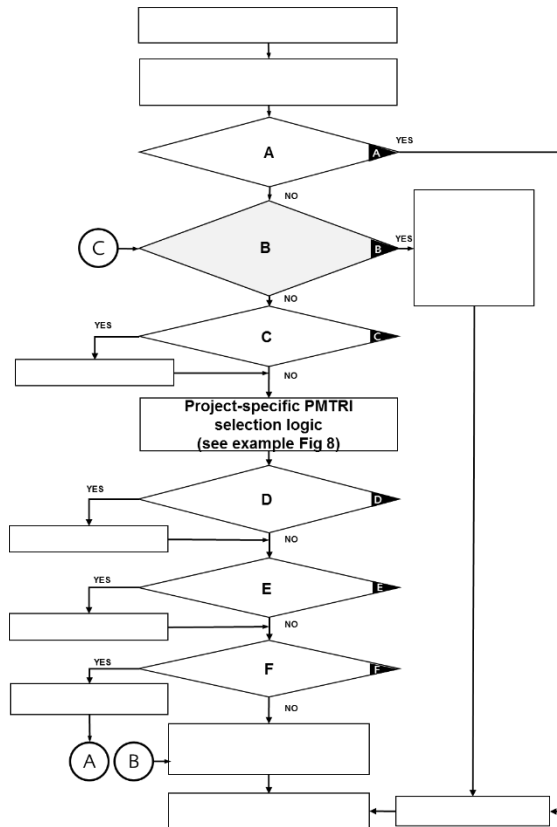 A
A
YES
NO
C
B
B
YES
NO
YES
C
C
NO
Project-specific PMTRI
selection logic
(see example Fig 8)
YES
D
D
NO
YES
E
E
NO
YES
F
F
NO
A
B